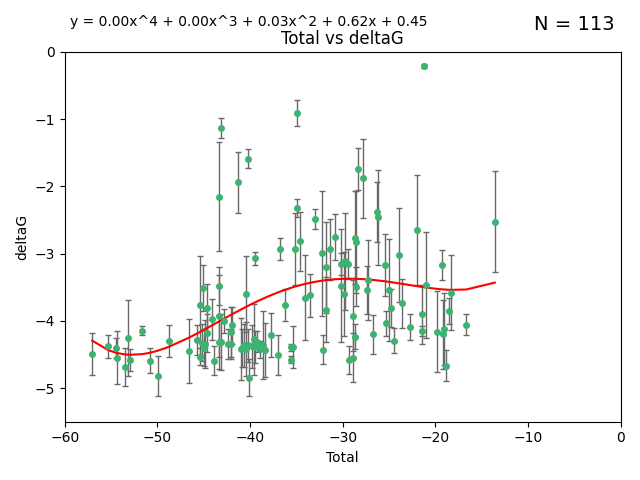 y = 0.00x^4 + 0.00x^3 + 0.03x^2 + 0.62x + 0.45
N = 113
Total vs deltaG
0
−1
−2
−3
−4
−5
deltaG
−60 −50 −40 −30 −20 −10 0
Total